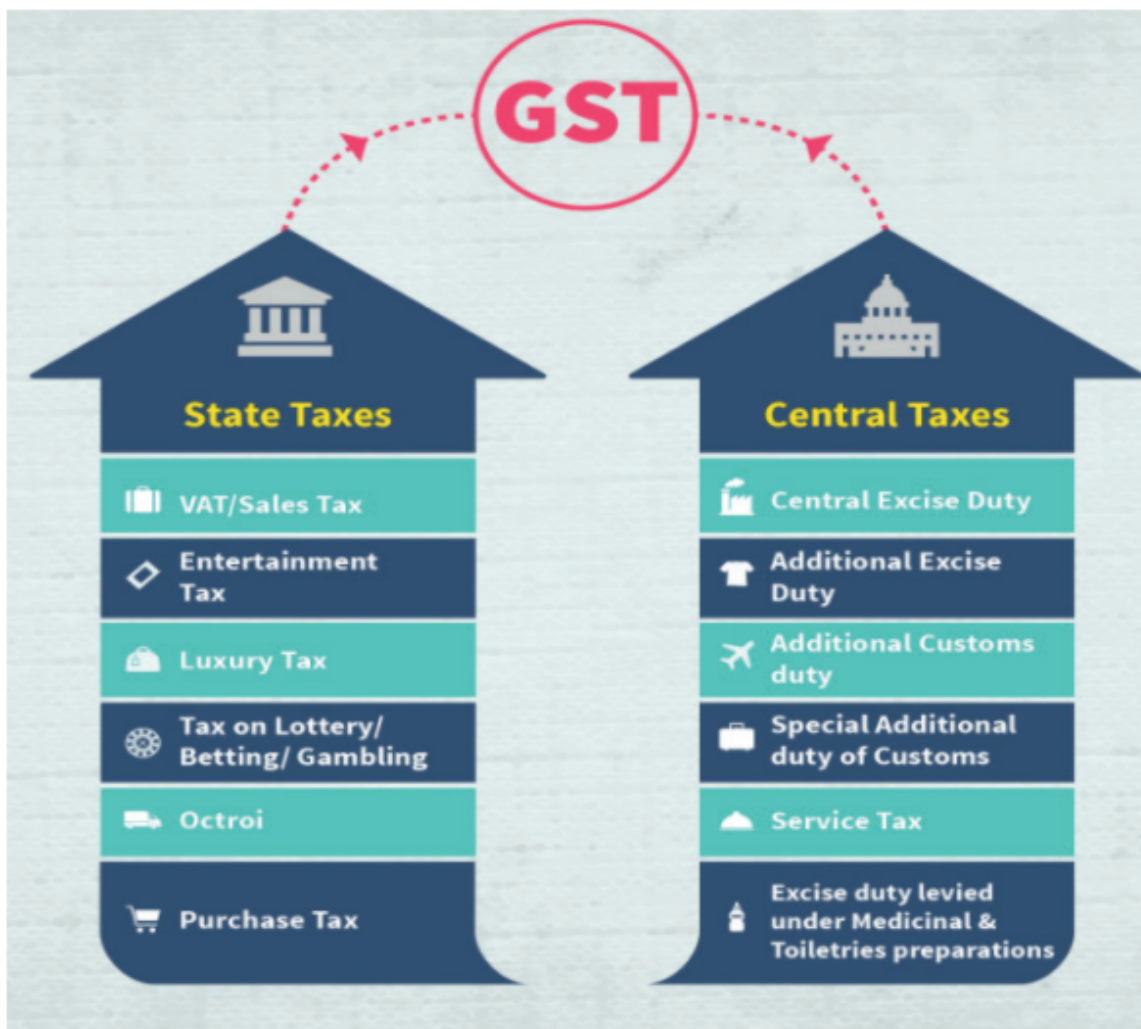 GST
State Taxes
VAT/Sales Tax
Entertainment
Tax
Luxury Tax
Tax on Lottery/
Betting/ Gambling
Octroi
Purchase Tax
Central Taxes
Central Excise Duty
Additional Excise
Duty
Additional Customs
duty
Special Additional
duty of Customs
Service Tax
Excise duty levied
under Medicinal &
Toiletries preparations